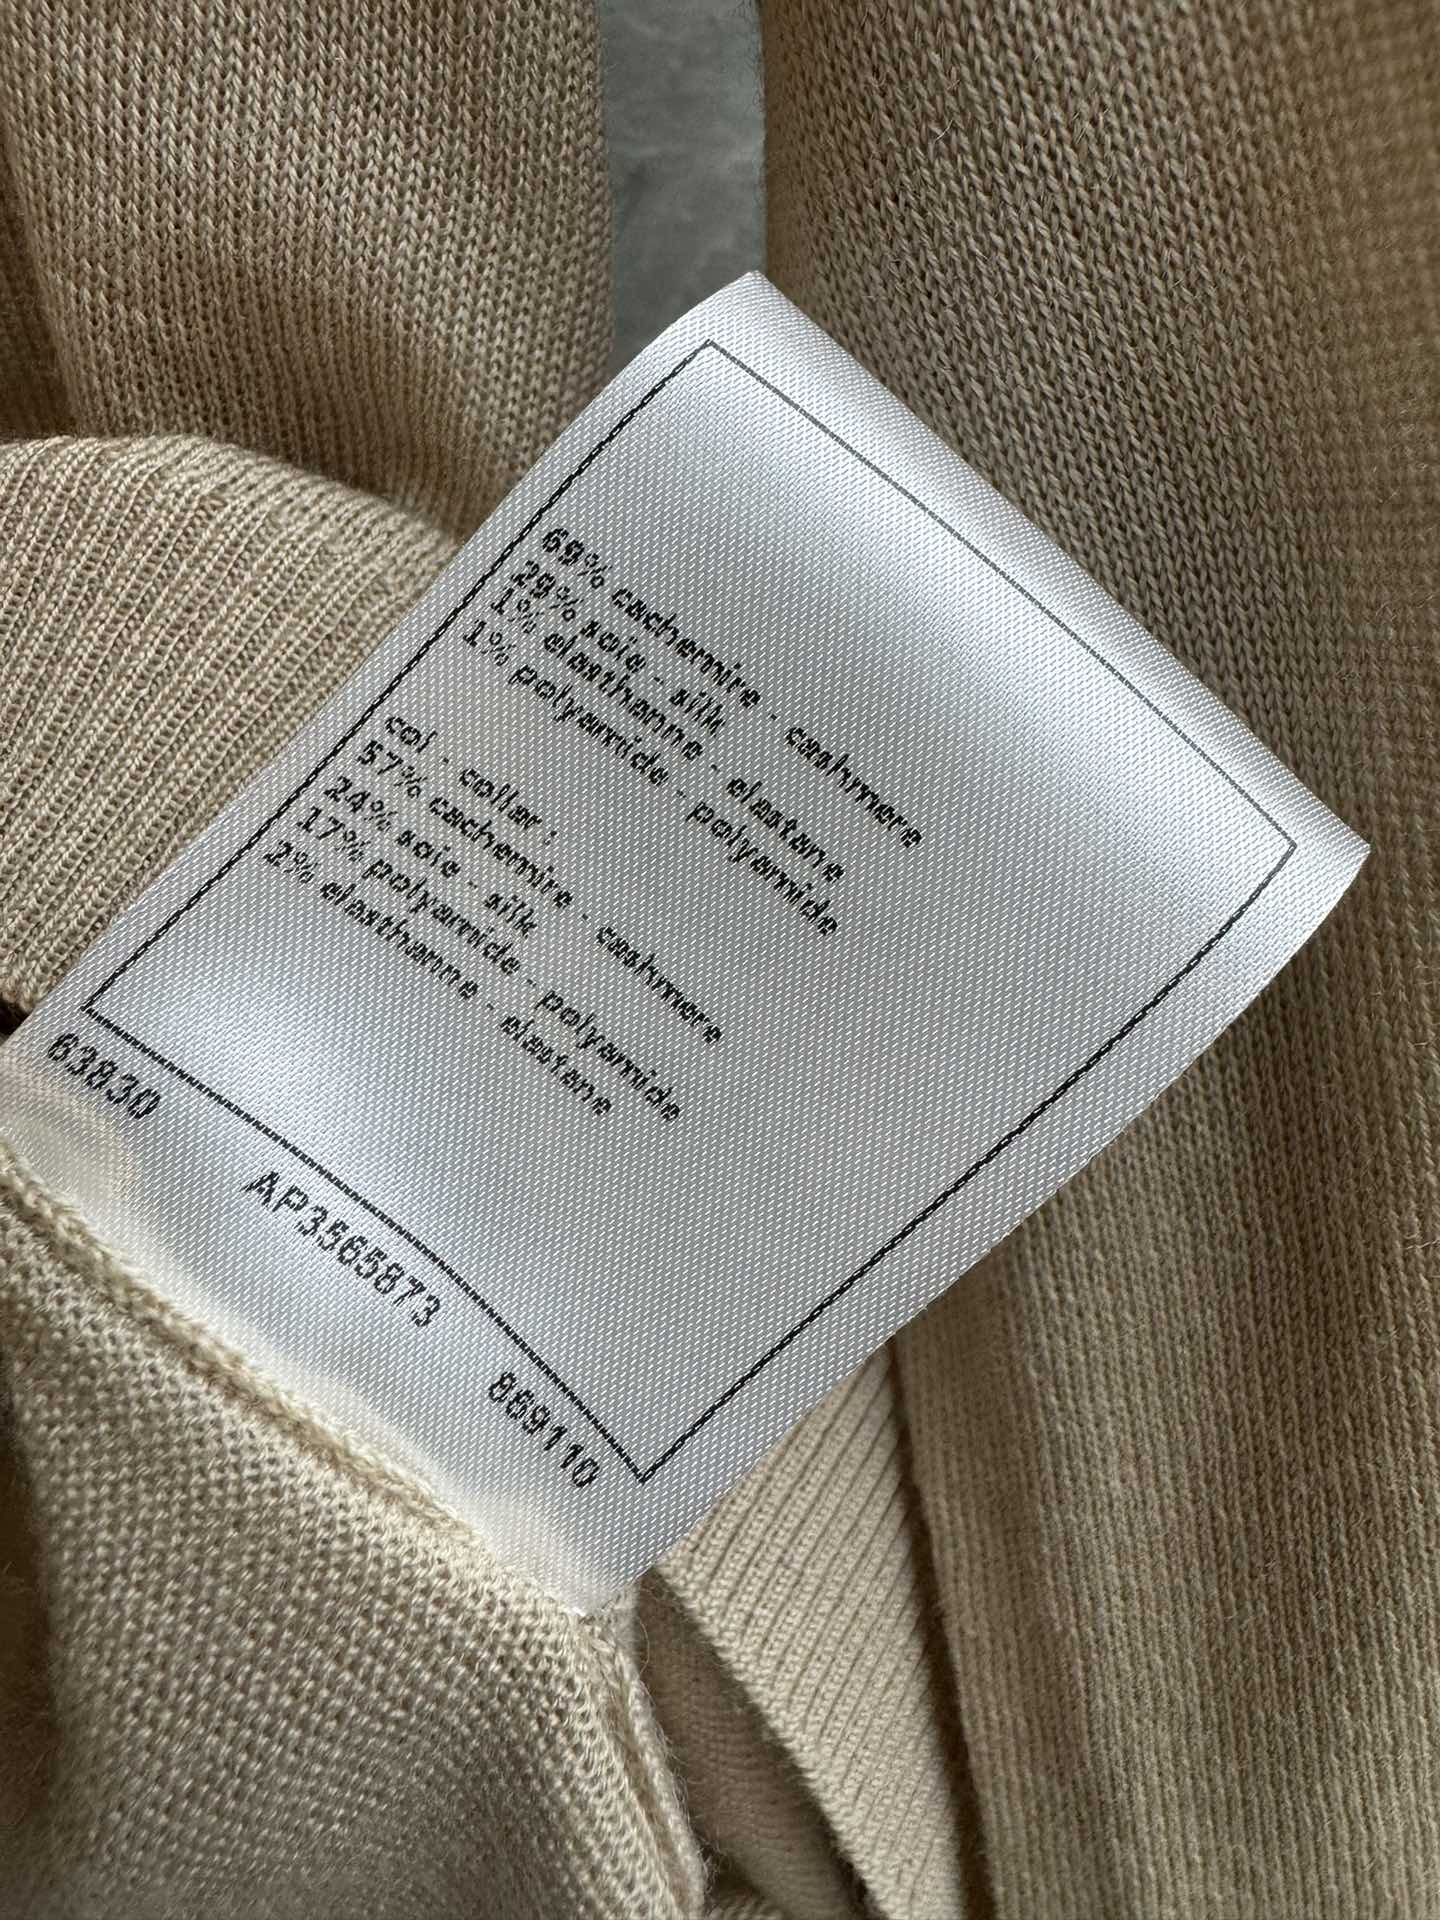 69% cachemire - cashmere
29% soie - silk
1% elasthanne - elastane
1% polyamide - polyamide
col - collar :
57% cachemire - cashmere
24% soie - silk
17% polyamide - polyamide
2% elasthanne - elastane
63830 AP3565873 869110